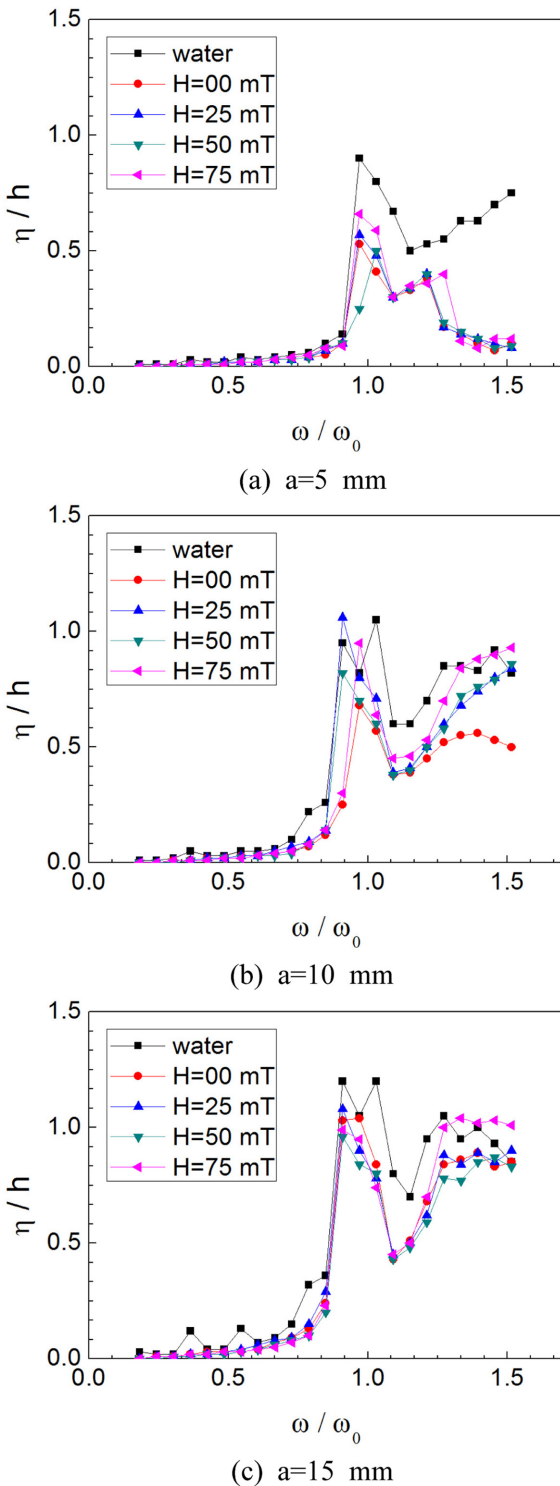 1.5
1.0
0.5
0.0
η / h
water
H=00 mT
H=25 mT
H=50 mT
H=75 mT
0.0 0.5 1.0 1.5
ω / ω0
(a) a=5 mm
1.5
1.0
0.5
0.0
η / h
water
H=00 mT
H=25 mT
H=50 mT
H=75 mT
0.0 0.5 1.0 1.5
ω / ω0
(b) a=10 mm
1.5
1.0
0.5
0.0
η / h
water
H=00 mT
H=25 mT
H=50 mT
H=75 mT
0.0 0.5 1.0 1.5
ω / ω0
(c) a=15 mm